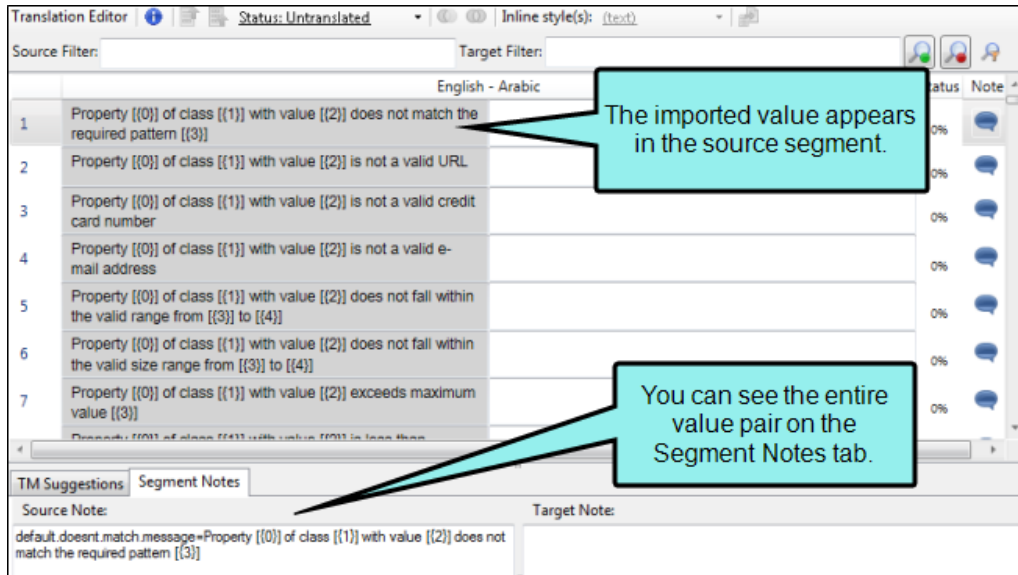 Translation Editor Status: Untranslated Inline style(s): (text)
Source Filter: Target Filter:
English - Arabic Note
The imported value appears
in the source segment.
1 Property [{0}] of class [{1}] with value [{2}] does not match the
required pattern [{3}] 0%
2 Property [{0}] of class [{1}] with value [{2}] is not a valid URL 0%
3 Property [{0}] of class [{1}] with value [{2}] is not a valid credit
card number 0%
4 Property [{0}] of class [{1}] with value [{2}] is not a valid e-
mail address 0%
5 Property [{0}] of class [{1}] with value [{2}] does not fall within
the valid range from [{3}] to [{4}] 0%
6 Property [{0}] of class [{1}] with value [{2}] does not fall within
the valid size range from [{3}] to [{4}] 0%
7 Property [{0}] of class [{1}] with value [{2}] exceeds maximum
value [{3}] 0%
You can see the entire
value pair on the
Segment Notes tab.
TM Suggestions Segment Notes
Source Note: Target Note:
default.doesnt.match.message=Property [{0}] of class [{1}] with value [{2}] does not
match the required pattern [{3}]